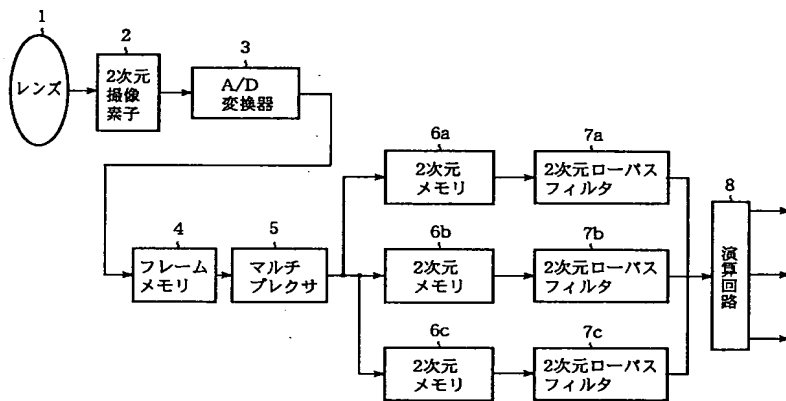 1
レンズ
2
2次元
撮像
素子
3
A/D
変換器
4
フレーム
メモリ
5
マルチ
プレクサ
6a
2次元
メモリ
7a
2次元ローパス
フィルタ
6b
2次元
メモリ
7b
2次元ローパス
フィルタ
6c
2次元
メモリ
7c
2次元ローパス
フィルタ
8
演算回路